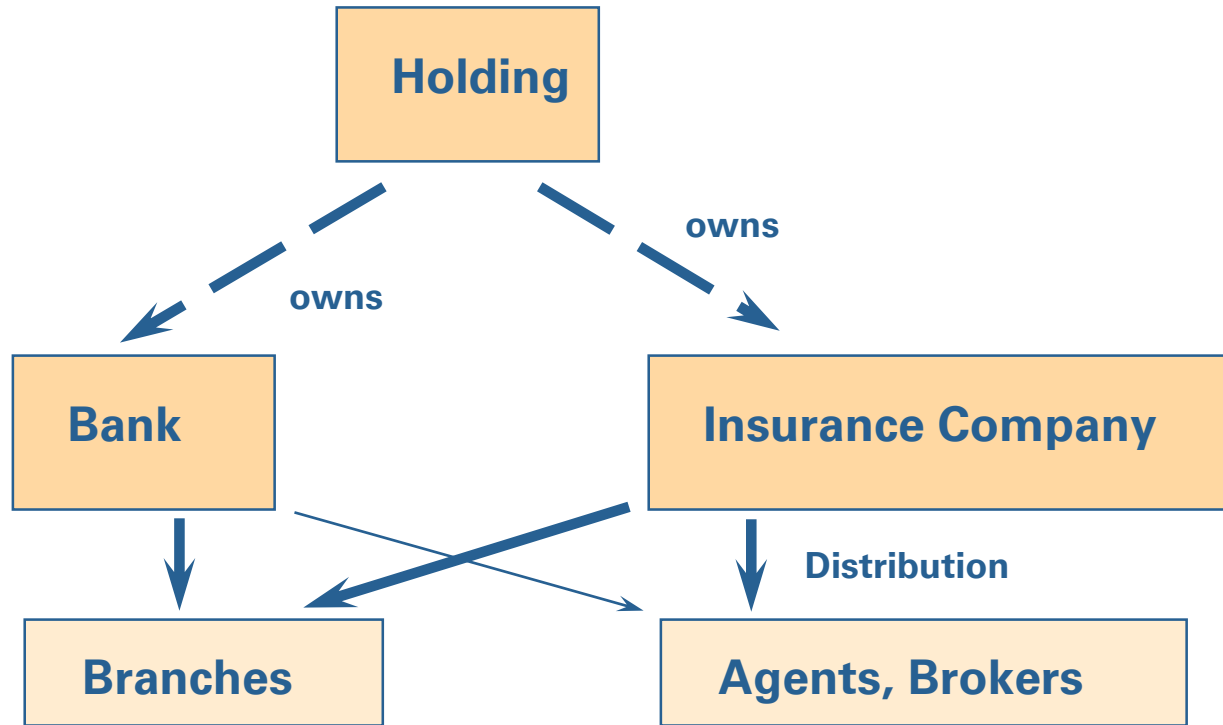 Holding
owns
owns
Bank
Insurance Company
Distribution
Branches
Agents, Brokers